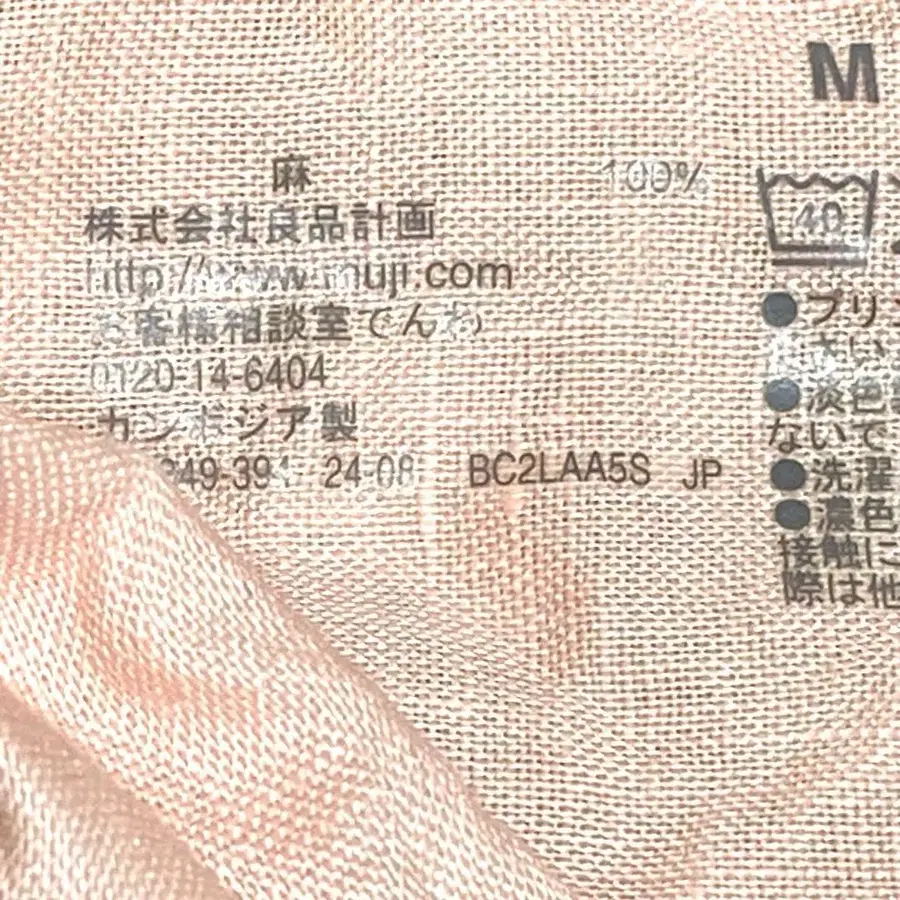 M
麻 100%
株式会社良品計画
http://www.muji.com
お客様相談室でんわ
0120-14-6404
カンボジア製
24-08 BC2LAA5S JP
40
●プリ
さい
●淡色
ないで
●洗濯
●濃色
接触に
際は他